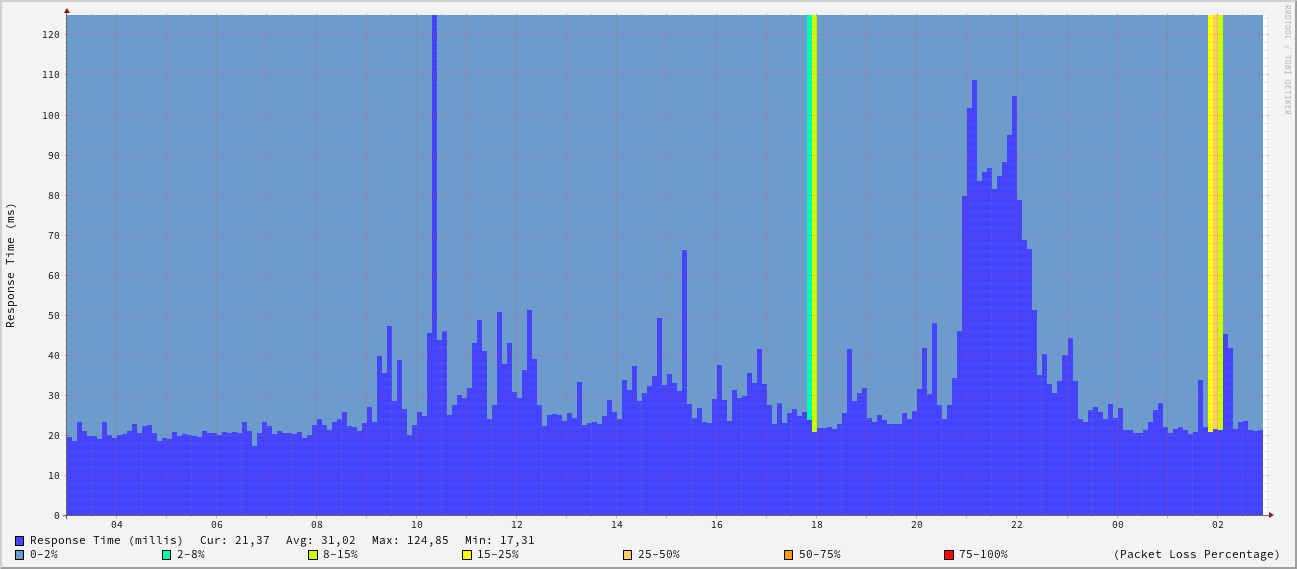 RRDTOOL / TOBI OETIKER
Response Time (ms)
120
110
100
90
80
70
60
50
40
30
20
10
0
04 06 08 10 12 14 16 18 20 22 00 02
Response Time (millis) Cur: 21,37 Avg: 31,02 Max: 124,85 Min: 17,31
0-2% 2-8% 8-15% 15-25% 25-50% 50-75% 75-100% (Packet Loss Percentage)